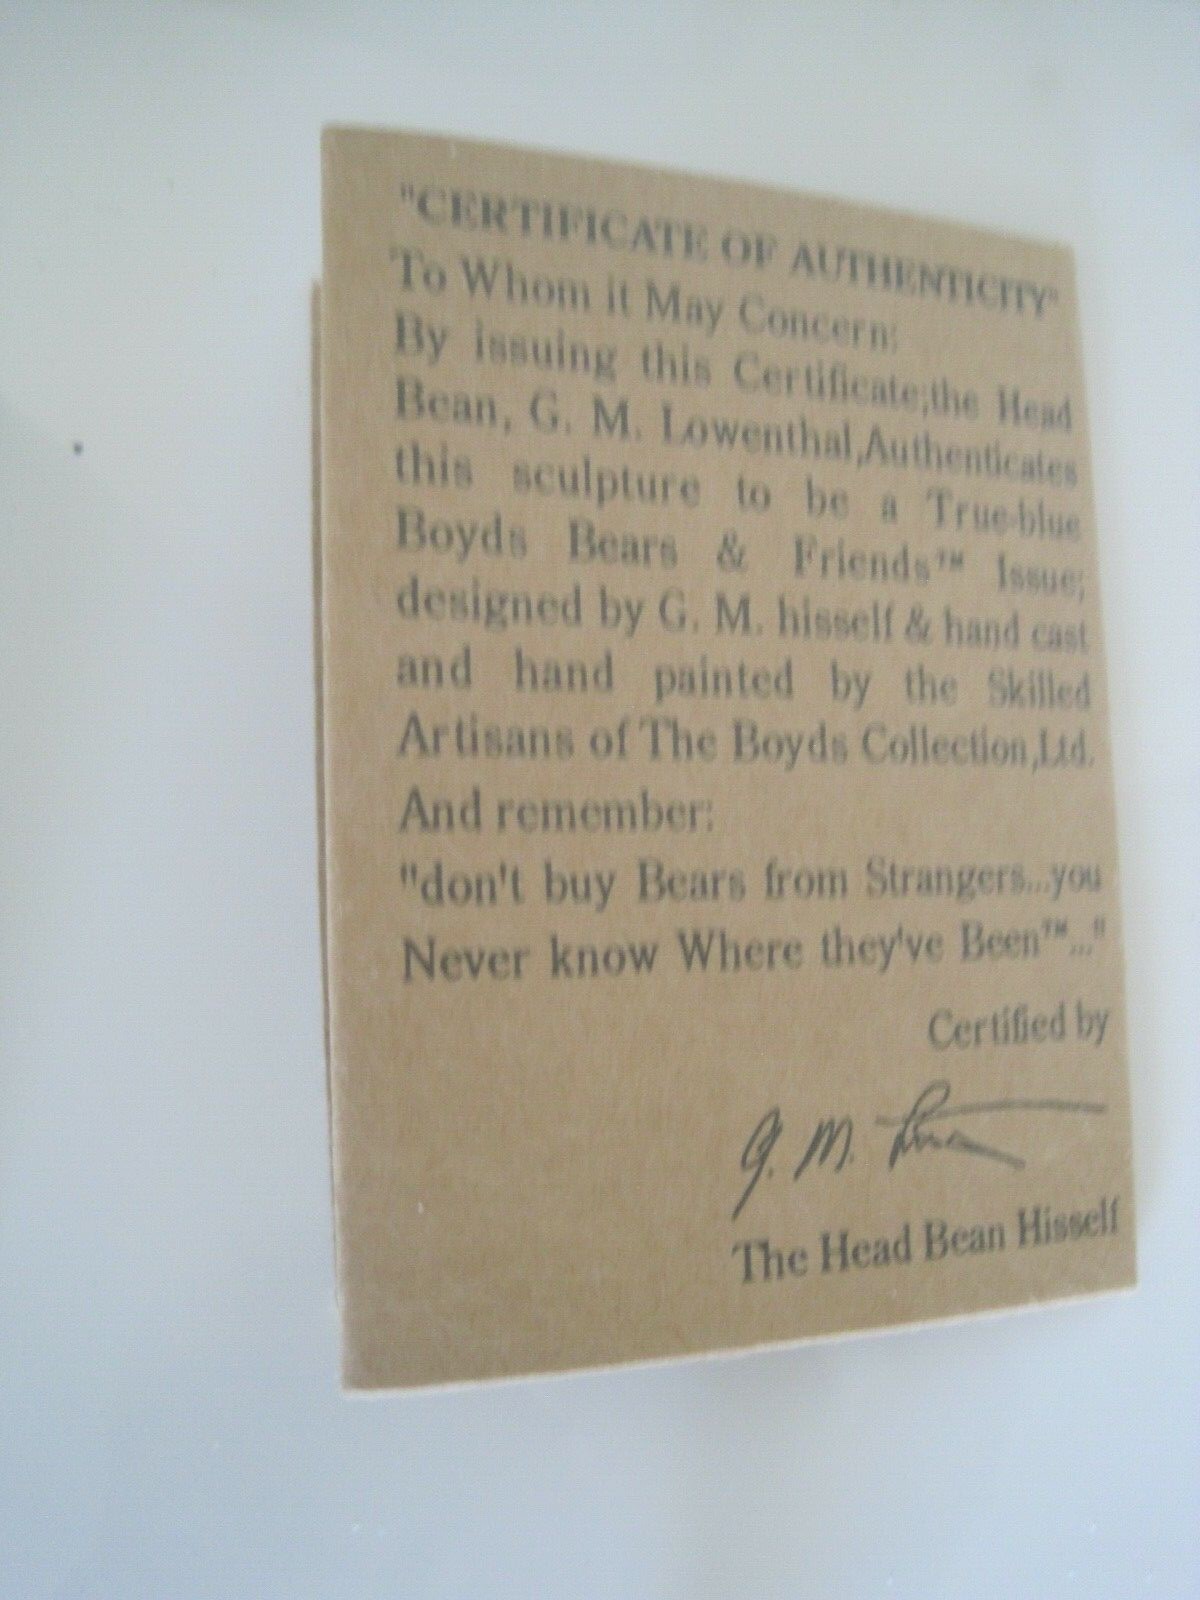 "CERTIFICATE OF AUTHENTICITY"
To Whom it May Concern:
By issuing this Certificate;the Head
Bean, G. M. Lowenthal,Authenticates
this sculpture to be a True-blue
Boyds Bears & Friends™ Issue;
designed by G. M. hisself & hand cast
and hand painted by the Skilled
Artisans of The Boyds Collection,Ltd.
And remember:
"don't buy Bears from Strangers...you
Never know Where they've Been™..."
Certified by
G. M.
The Head Bean Hisself